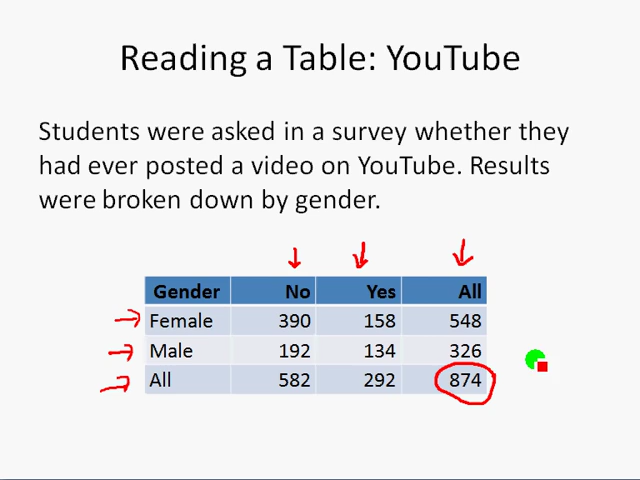 Reading a Table: YouTube
Students were asked in a survey whether they
had ever posted a video on YouTube. Results
were broken down by gender.
Gender No Yes All
Female 390 158 548
Male 192 134 326
All 582 292 874